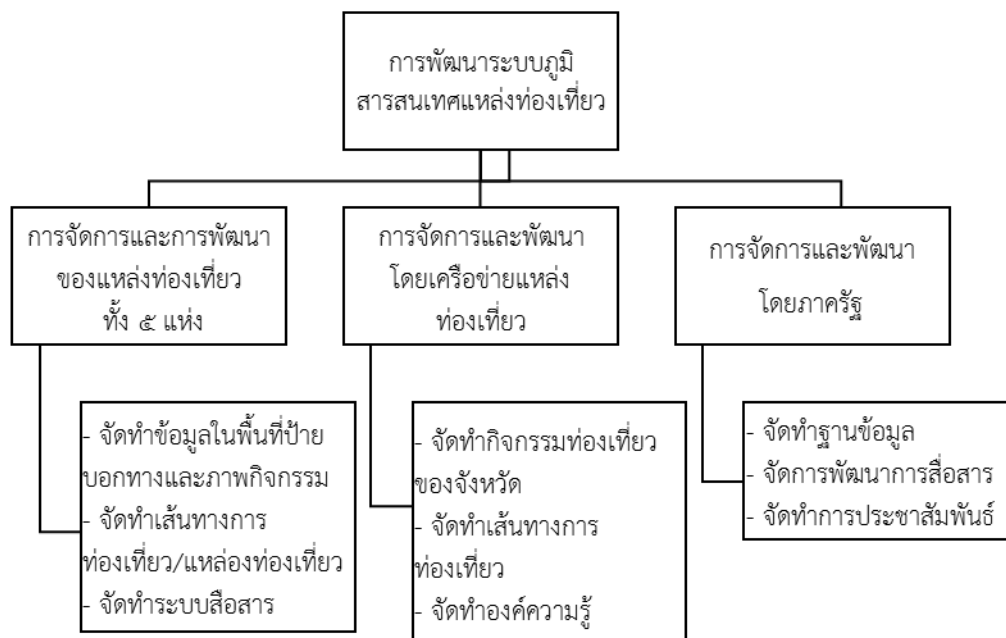 การพัฒนาระบบภูมิ
สารสนเทศแหล่งท่องเที่ยว
การจัดการและการพัฒนา
ของแหล่งท่องเที่ยว
ทั้ง ๕ แห่ง
การจัดการและพัฒนา
โดยเครือข่ายแหล่ง
ท่องเที่ยว
การจัดการและพัฒนา
โดยภาครัฐ
- จัดทำข้อมูลในพื้นที่ป้าย
บอกทางและภาพกิจกรรม
- จัดทำเส้นทางการ
ท่องเที่ยว/แหล่องท่องเที่ยว
- จัดทำระบบสือสาร
- จัดทำกิจกรรมท่องเที่ยว
ของจังหวัด
- จัดทำเส้นทางการ
ท่องเที่ยว
- จัดทำองค์ความรู้
- จัดทำฐานข้อมูล
- จัดการพัฒนาการสื่อสาร
- จัดทำการประชาสัมพันธ์